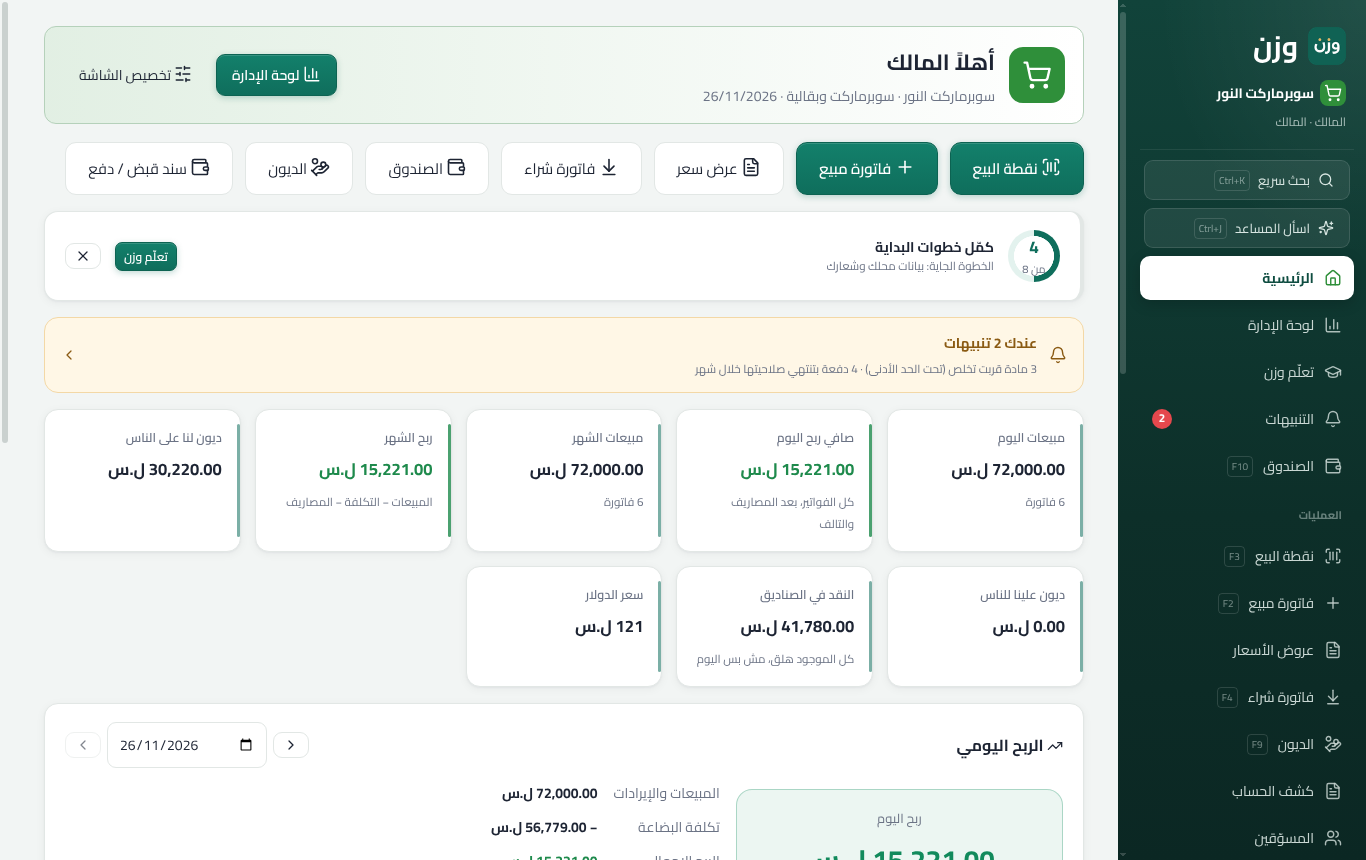 وزن
وزن
سوبرماركت النور
المالك · المالك
بحث سريع Ctrl+K
اسأل المساعد Ctrl+J
الرئيسية
لوحة الإدارة
تعلّم وزن
التنبيهات 2
الصندوق F10
العمليات
نقطة البيع F3
فاتورة مبيع F2
عروض الأسعار
فاتورة شراء F4
الديون F9
كشف الحساب
المسوّقين
أهلاً المالك
سوبرماركت النور · سوبرماركت وبقالية · 26/11/2026
لوحة الإدارة
تخصيص الشاشة
نقطة البيع
فاتورة مبيع
عرض سعر
فاتورة شراء
الصندوق
الديون
سند قبض / دفع
4
من 8
كمّل خطوات البداية
الخطوة الجاية: بيانات محلك وشعارك
تعلّم وزن
عندك 2 تنبيهات
3 مادة قربت تخلص (تحت الحد الأدنى) · 4 دفعة بتنتهي صلاحيتها خلال شهر
مبيعات اليوم
72,000.00 ل.س
6 فاتورة
صافي ربح اليوم
15,221.00 ل.س
كل الفواتير، بعد المصاريف
والتالف
مبيعات الشهر
72,000.00 ل.س
6 فاتورة
ربح الشهر
15,221.00 ل.س
المبيعات − التكلفة − المصاريف
ديون لنا على الناس
30,220.00 ل.س
ديون علينا للناس
0.00 ل.س
النقد في الصناديق
41,780.00 ل.س
كل الموجود هلق، مش بس اليوم
سعر الدولار
121 ل.س
الربح اليومي
26/11/2026
ربح اليوم
15,221.00 ل.س
المبيعات والإيرادات 72,000.00 ل.س
تكلفة البضاعة − 56,779.00 ل.س